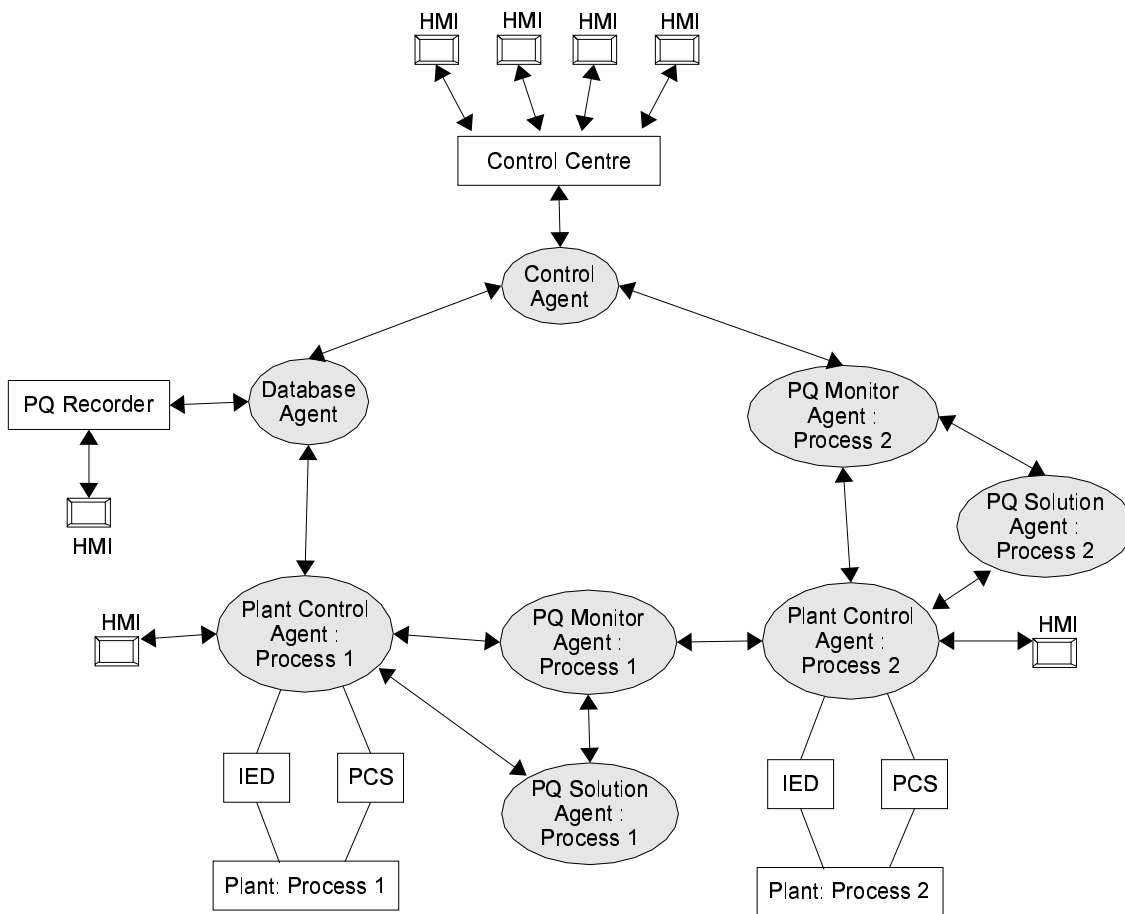 HMI
HMI
HMI
HMI
Control Centre
Control
Agent
Database
Agent
PQ Recorder
HMI
PQ Monitor
Agent :
Process 2
PQ Solution
Agent :
Process 2
HMI
Plant Control
Agent :
Process 1
PQ Monitor
Agent :
Process 1
Plant Control
Agent :
Process 2
HMI
IED
PCS
PQ Solution
Agent :
Process 1
IED
PCS
Plant: Process 1
Plant: Process 2